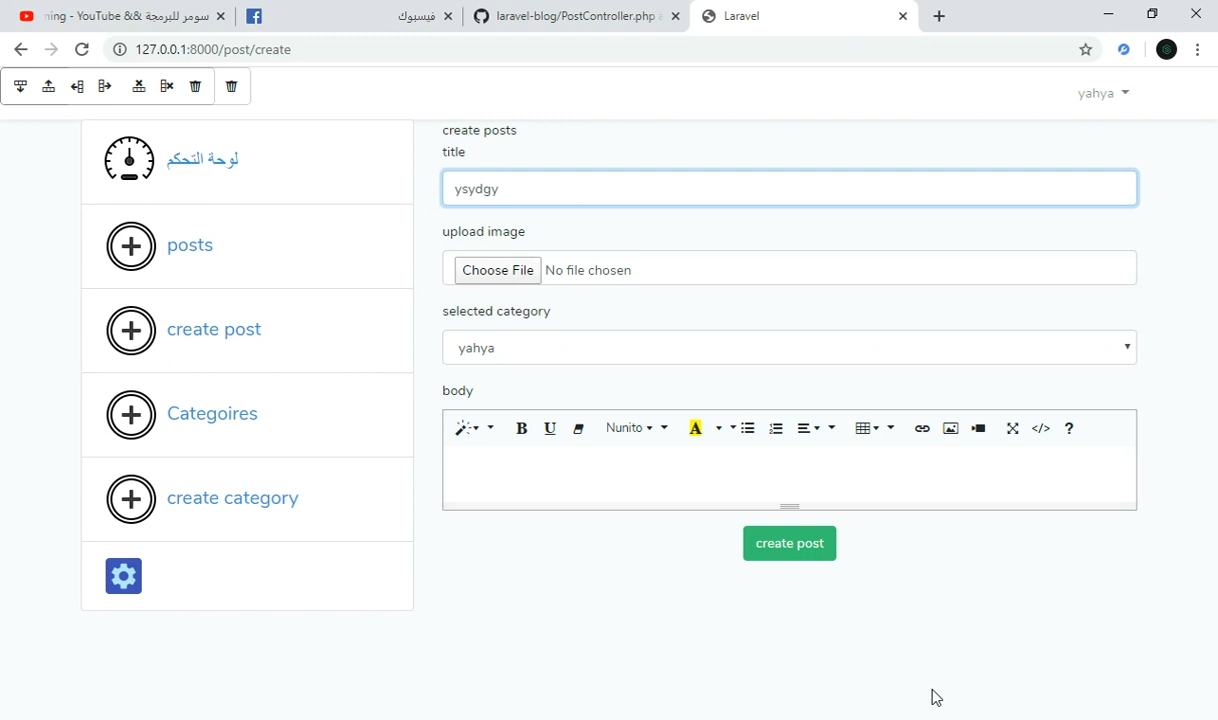 ning - YouTube && سومر للبرمجة
فيسبوك
laravel-blog/PostController.php a
Laravel
127.0.0.1:8000/post/create
yahya
لوحة التحكم
posts
create post
Categoires
create category
create posts
title
ysydgy
upload image
Choose File No file chosen
selected category
yahya
body
B U Nunito A </> ?
create post